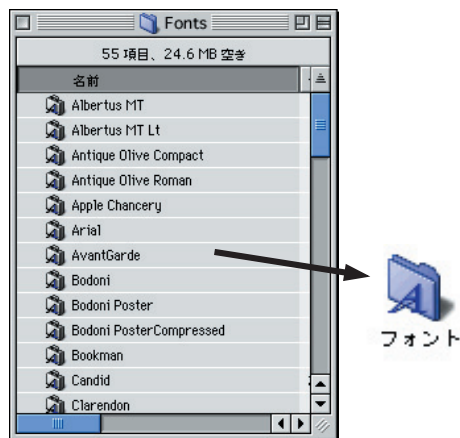 Fonts
55 項目、24.6 MB 空き
名前
Albertus MT
Albertus MT Lt
Antique Olive Compact
Antique Olive Roman
Apple Chancery
Arial
AvantGarde
Bodoni
Bodoni Poster
Bodoni PosterCompressed
Bookman
Candid
Clarendon
フォント